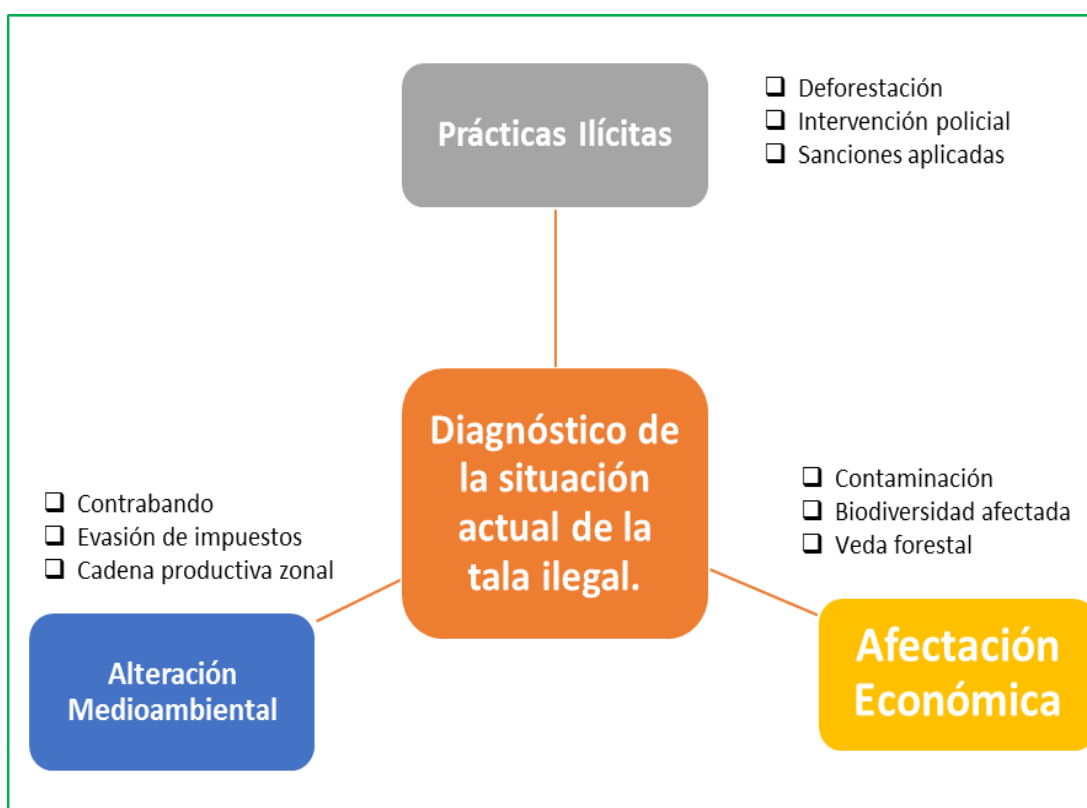 Prácticas Ilícitas
Deforestación
Intervención policial
Sanciones aplicadas
Diagnóstico de
la situación
actual de la
tala ilegal.
Contrabando
Evasión de impuestos
Cadena productiva zonal
Alteración
Medioambiental
Contaminación
Biodiversidad afectada
Veda forestal
Afectación
Económica